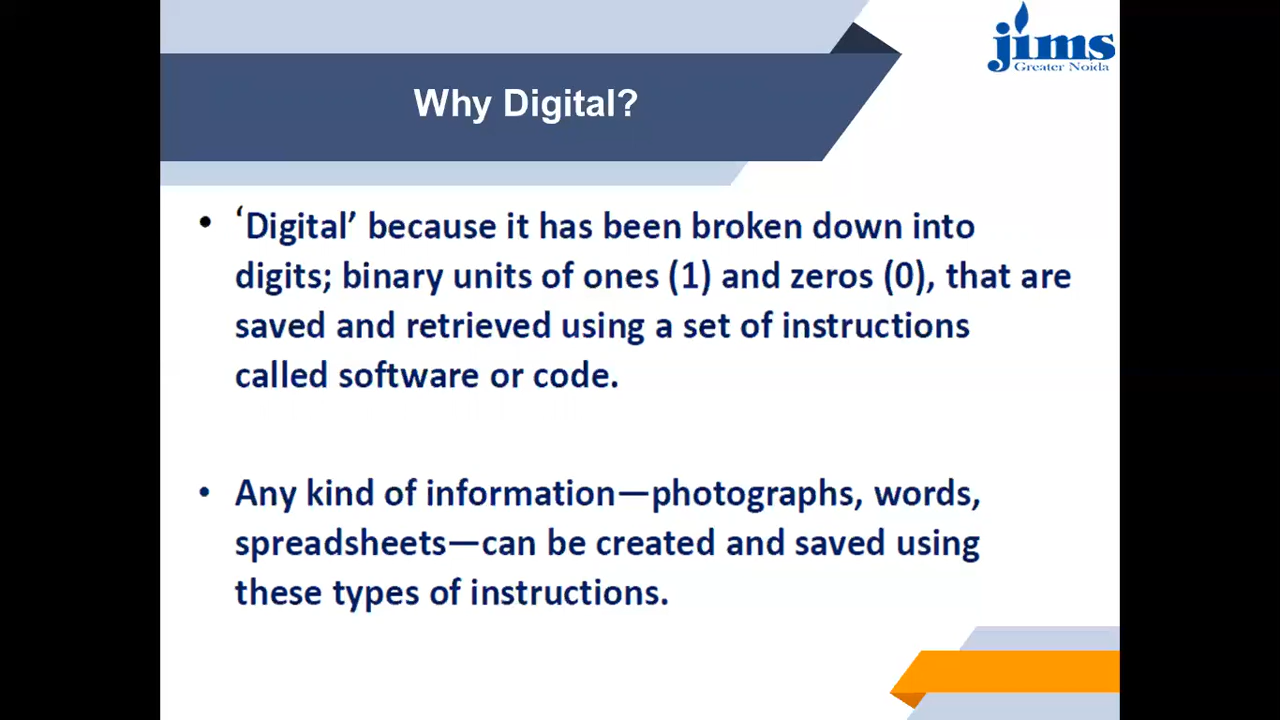 jims
Greater Noida
Why Digital?
• ‘Digital’ because it has been broken down into
digits; binary units of ones (1) and zeros (0), that are
saved and retrieved using a set of instructions
called software or code.
• Any kind of information—photographs, words,
spreadsheets—can be created and saved using
these types of instructions.